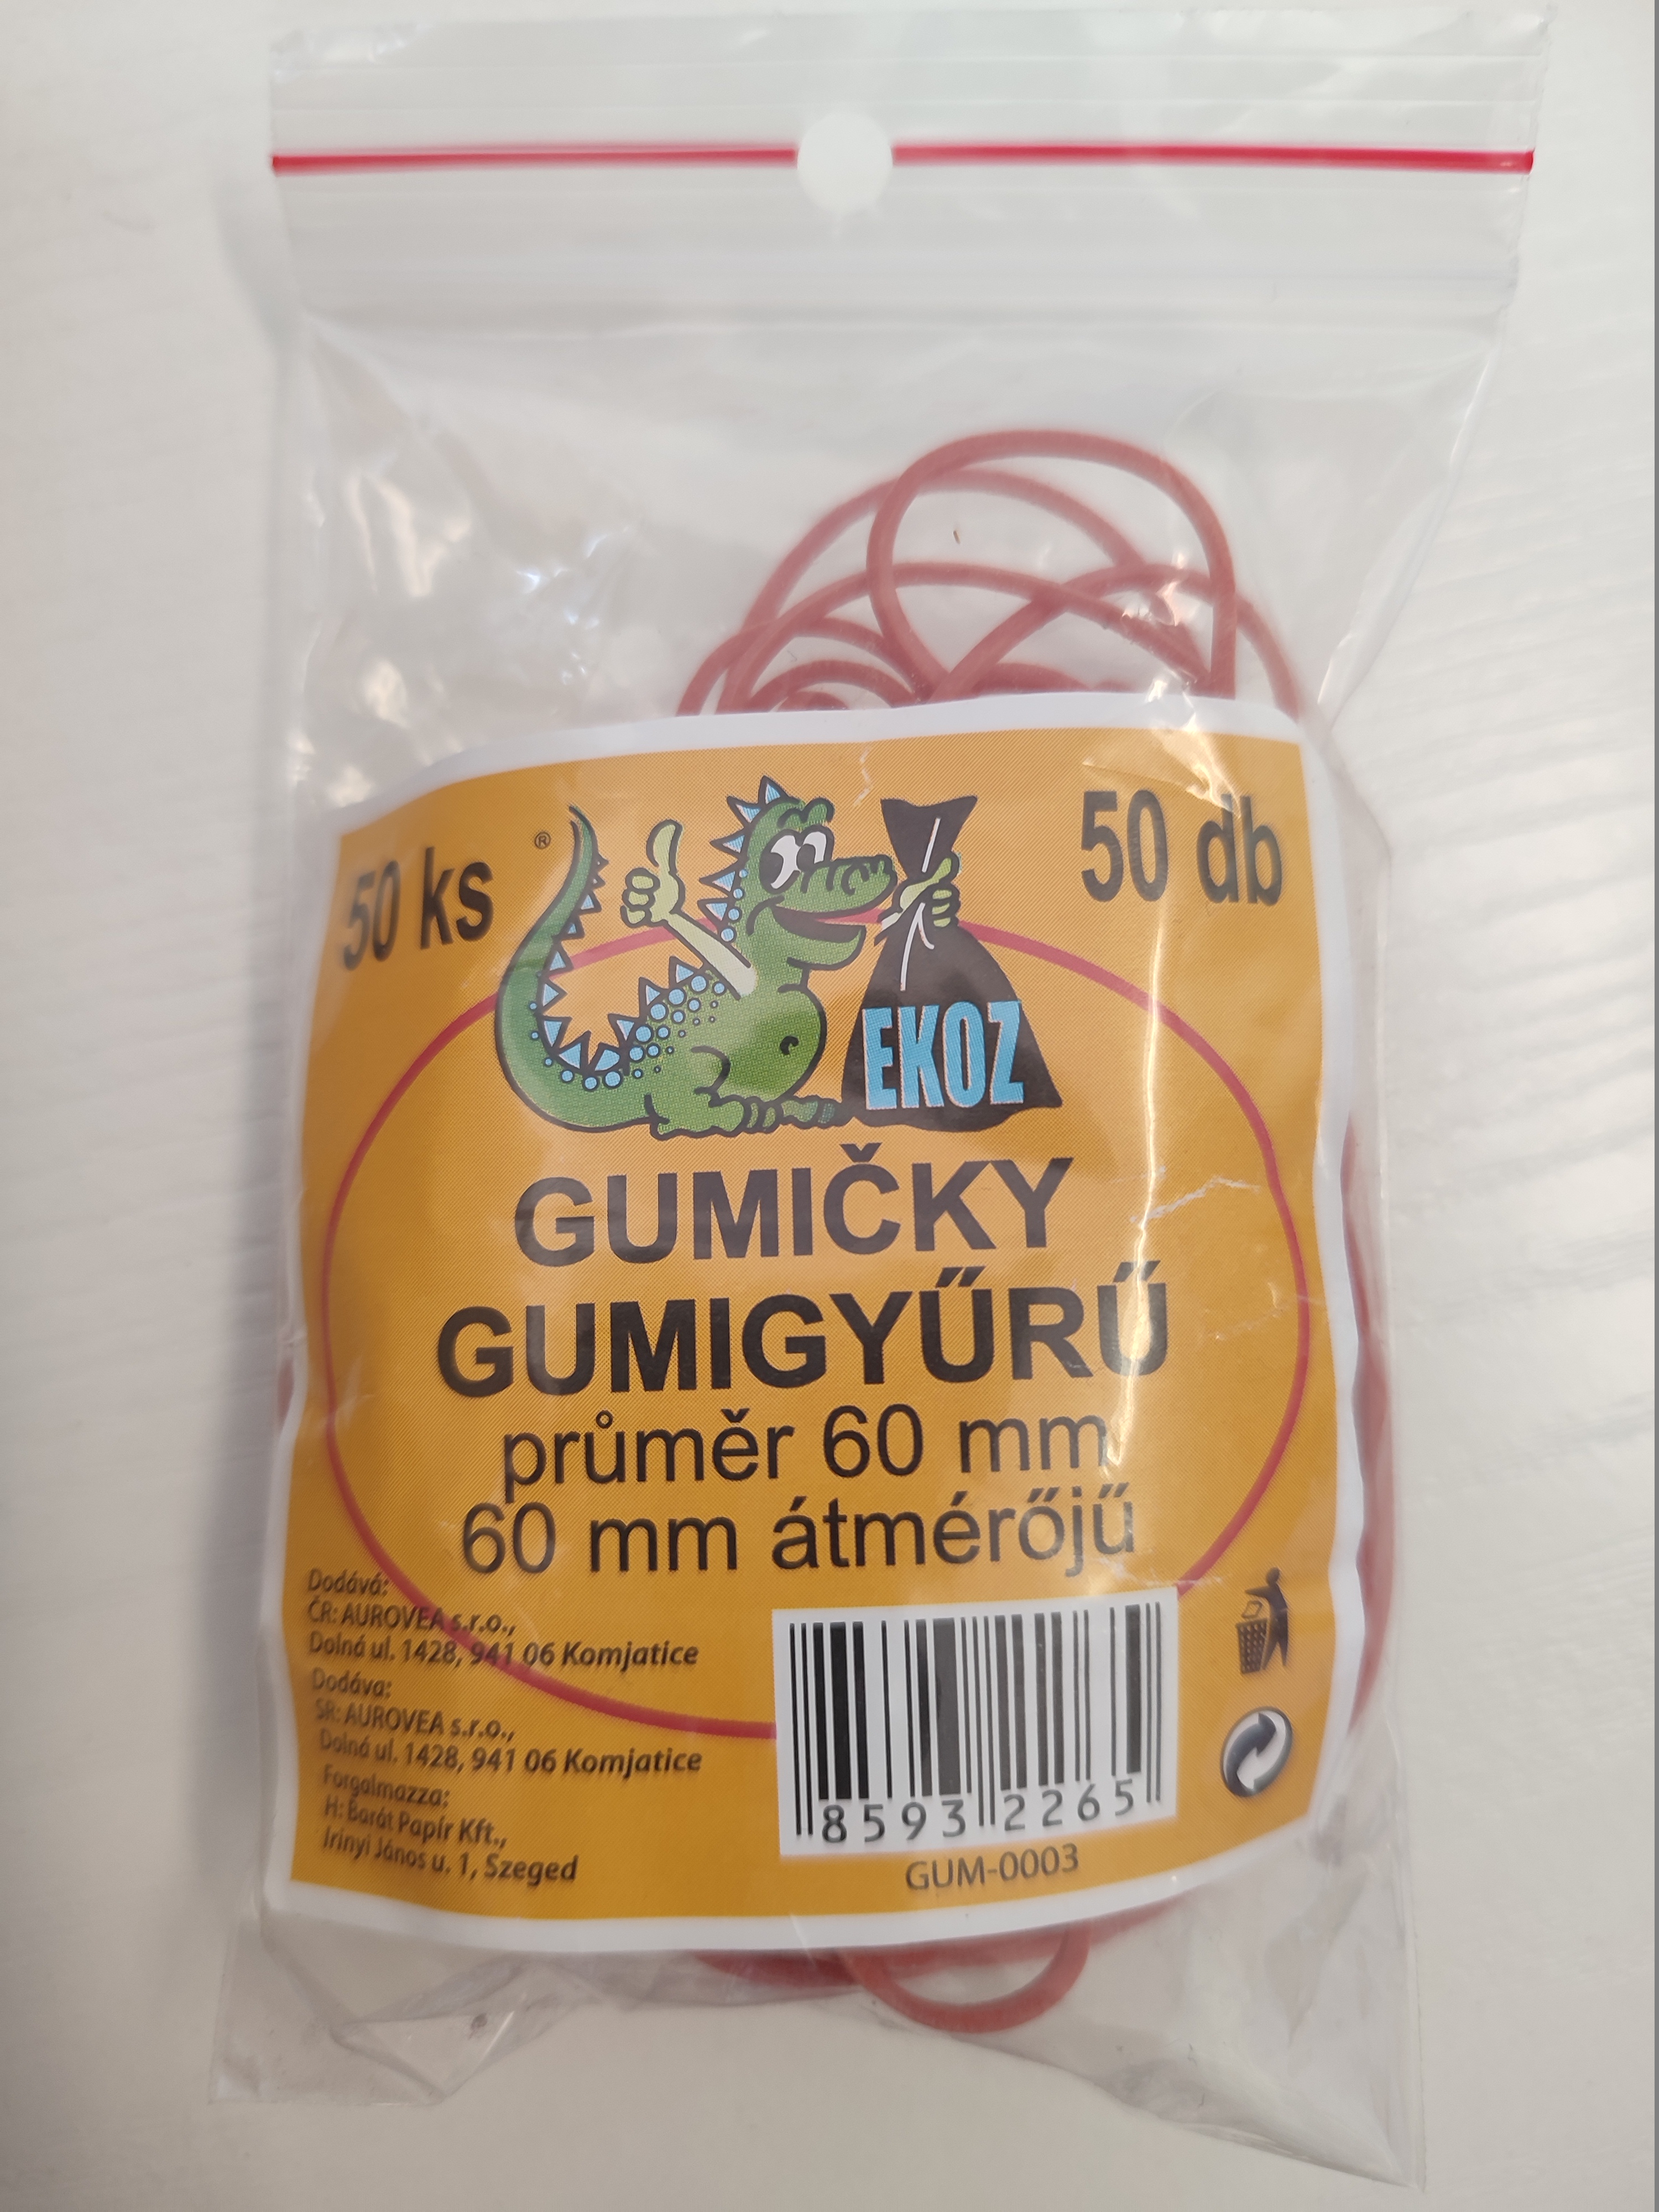 50 ks
®
50 db
EKOZ
GUMIČKY
GUMIGYŰRŰ
průměr 60 mm
60 mm átmérőjű
Dodává:
ČR: AUROVEA s.r.o.,
Dolná ul. 1428, 941 06 Komjatice
Dodáva:
SR: AUROVEA s.r.o.,
Dolná ul. 1428, 941 06 Komjatice
Forgalmazza:
H: Barát Papír Kft.,
Irinyi János u. 1, Szeged
8593 2265
GUM-0003